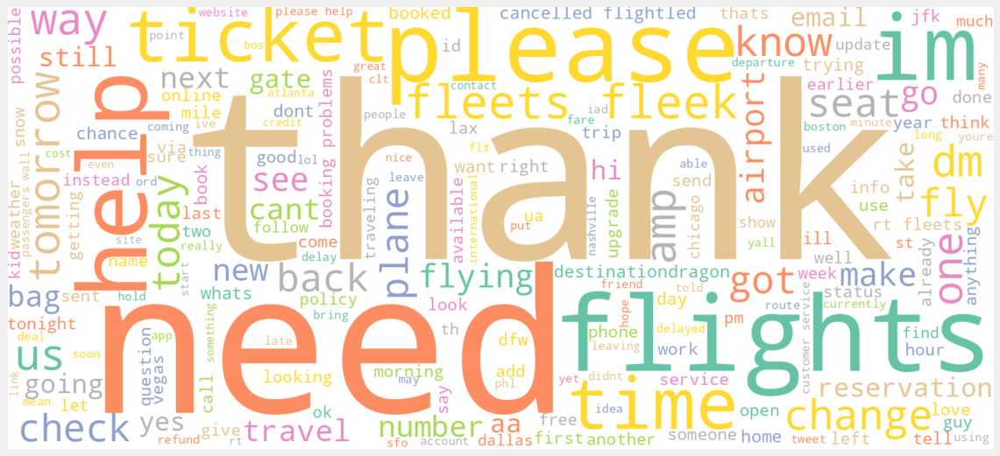 possible
way
website
please help
ticket
please
booked
cancelled flightled
thats
email
jfk
much
im
point
bos
id
know
update
still
great
departure
trying
many
next
gate
clt
contact
fleets fleek
airport
earlier
go
seat
done
tomorrow
help
online
atlanta
booking problems
thank
mile
dont
people
iad
fare
boston
minute
year
think
snow
chance
coming
ive
credit
lax
trip
used
long
youre
via
sure
thing
good
lol
flt
able
take
dm
cost
even
nice
want
right
hi
send
info
wall
instead
ord
book
see
leave
available
international
upgrade
amp
chicago
use
fly
weather
passengers
getting
today
last
cant
traveling
ua
put
nashville
show
rt fleets
two
follow
plane
yall
ill
st
already
one
anything
kid
site
really
come
name
start
delay
well
new
back
flying
destinationdragon
got
week
make
bag
sent
hold
whats
policy
friend
told
status
look
day
route
currently
tonight
bring
th
need
flights
hope
pm
deal
app
something
late
dfw
phone
delayed
find
us
soon
question
vegas
leaving
work
customer service
hour
link
going
call
looking
morning
may
add
yet
didnt
service
reservation
mean
let
say
phl
time
idea
ok
open
change
love
check
yes
give
travel
number
aa
free
guy
refund
rt
sfo
account
dallas
first
another
someone
home
tweet
left
tell
using